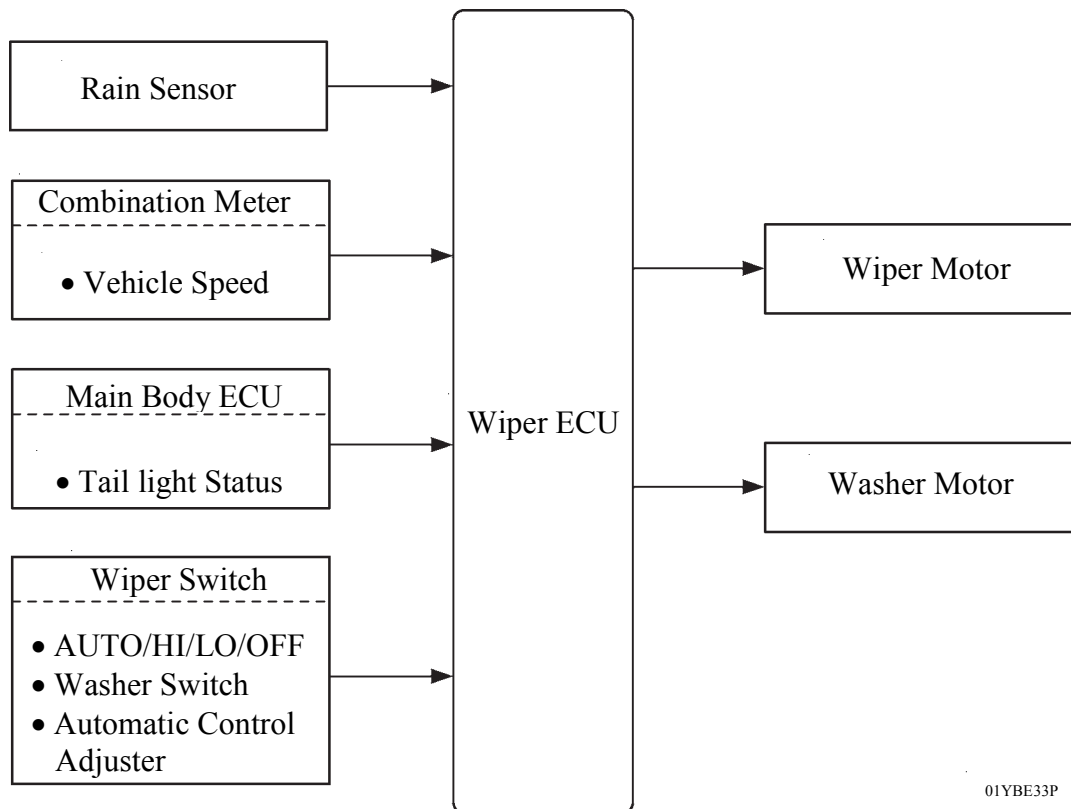 Rain Sensor
Combination Meter
• Vehicle Speed
Main Body ECU
• Tail light Status
Wiper Switch
• AUTO/HI/LO/OFF
• Washer Switch
• Automatic Control
Adjuster
Wiper ECU
Wiper Motor
Washer Motor
01YBE33P